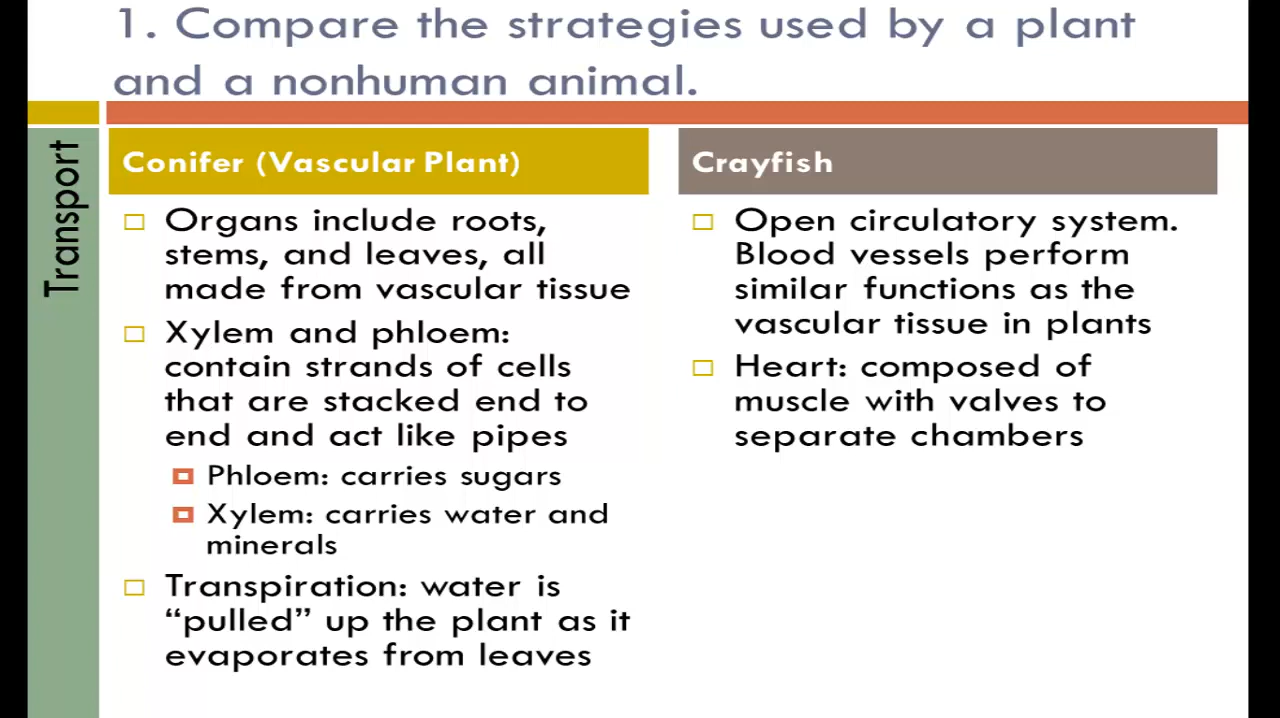 1. Compare the strategies used by a plant
and a nonhuman animal.
Transport
Conifer (Vascular Plant)
Organs include roots,
stems, and leaves, all
made from vascular tissue
Xylem and phloem:
contain strands of cells
that are stacked end to
end and act like pipes
Phloem: carries sugars
Xylem: carries water and
minerals
Transpiration: water is
“pulled” up the plant as it
evaporates from leaves
Crayfish
Open circulatory system.
Blood vessels perform
similar functions as the
vascular tissue in plants
Heart: composed of
muscle with valves to
separate chambers